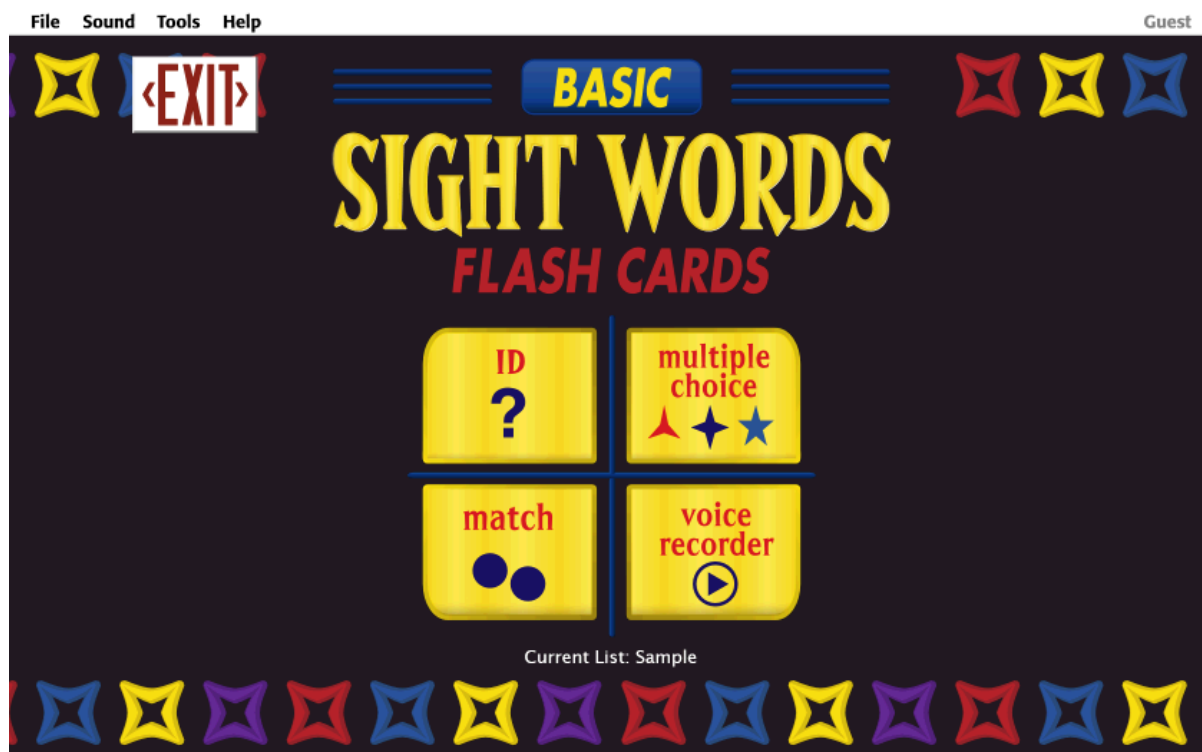 File Sound Tools Help Guest
‹EXIT›
BASIC
SIGHT WORDS
FLASH CARDS
ID
?
multiple
choice
match
voice
recorder
Current List: Sample